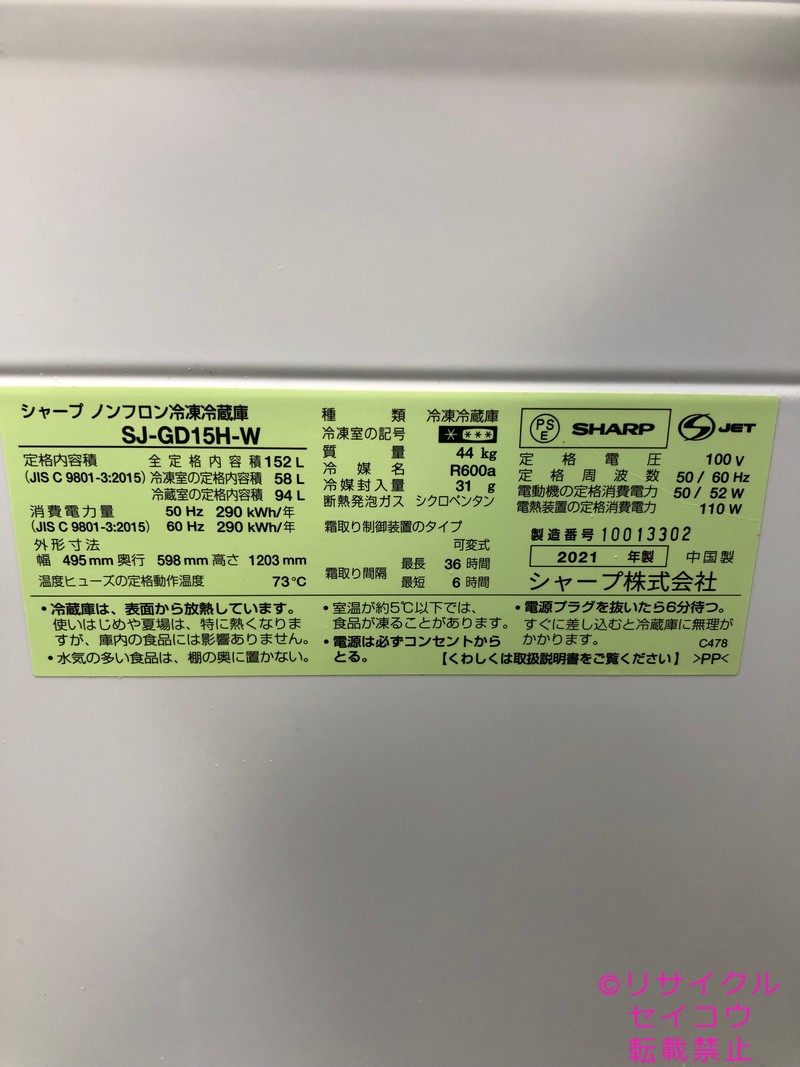 シャープ ノンフロン冷凍冷蔵庫
SJ-GD15H-W
定格内容積 全定格内容積 152 L
(JIS C 9801-3:2015) 冷凍室の定格内容積 58 L
冷蔵室の定格内容積 94 L
消費電力量 50 Hz 290 kWh/年
(JIS C 9801-3:2015) 60 Hz 290 kWh/年
外形寸法
幅 495 mm 奥行 598 mm 高さ 1203 mm
温度ヒューズの定格動作温度 73℃
種類 冷凍冷蔵庫
冷凍室の記号 * ***
質量 44 kg
冷媒名 R600a
冷媒封入量 31 g
断熱発泡ガス シクロペンタン
霜取り制御装置のタイプ
可変式
霜取り間隔 最長 36 時間
最短 6 時間
PSE SHARP S JET
定格電圧 100 V
定格周波数 50 / 60 Hz
電動機の定格消費電力 50 / 52 W
電熱装置の定格消費電力 110 W
製造番号 10013302
2021 年製 中国製
シャープ株式会社
・冷蔵庫は、表面から放熱しています。
使いはじめや夏場は、特に熱くなりま
すが、庫内の食品には影響ありません。
・水気の多い食品は、棚の奥に置かない。
・室温が約5℃以下では、
食品が凍ることがあります。
・電源は必ずコンセントから
とる。
・電源プラグを抜いたら6分待つ。
すぐに差し込むと冷蔵庫に無理が
かかります。
C478
【くわしくは取扱説明書をご覧ください】 >PP<
©リサイクル
セイコウ
転載禁止